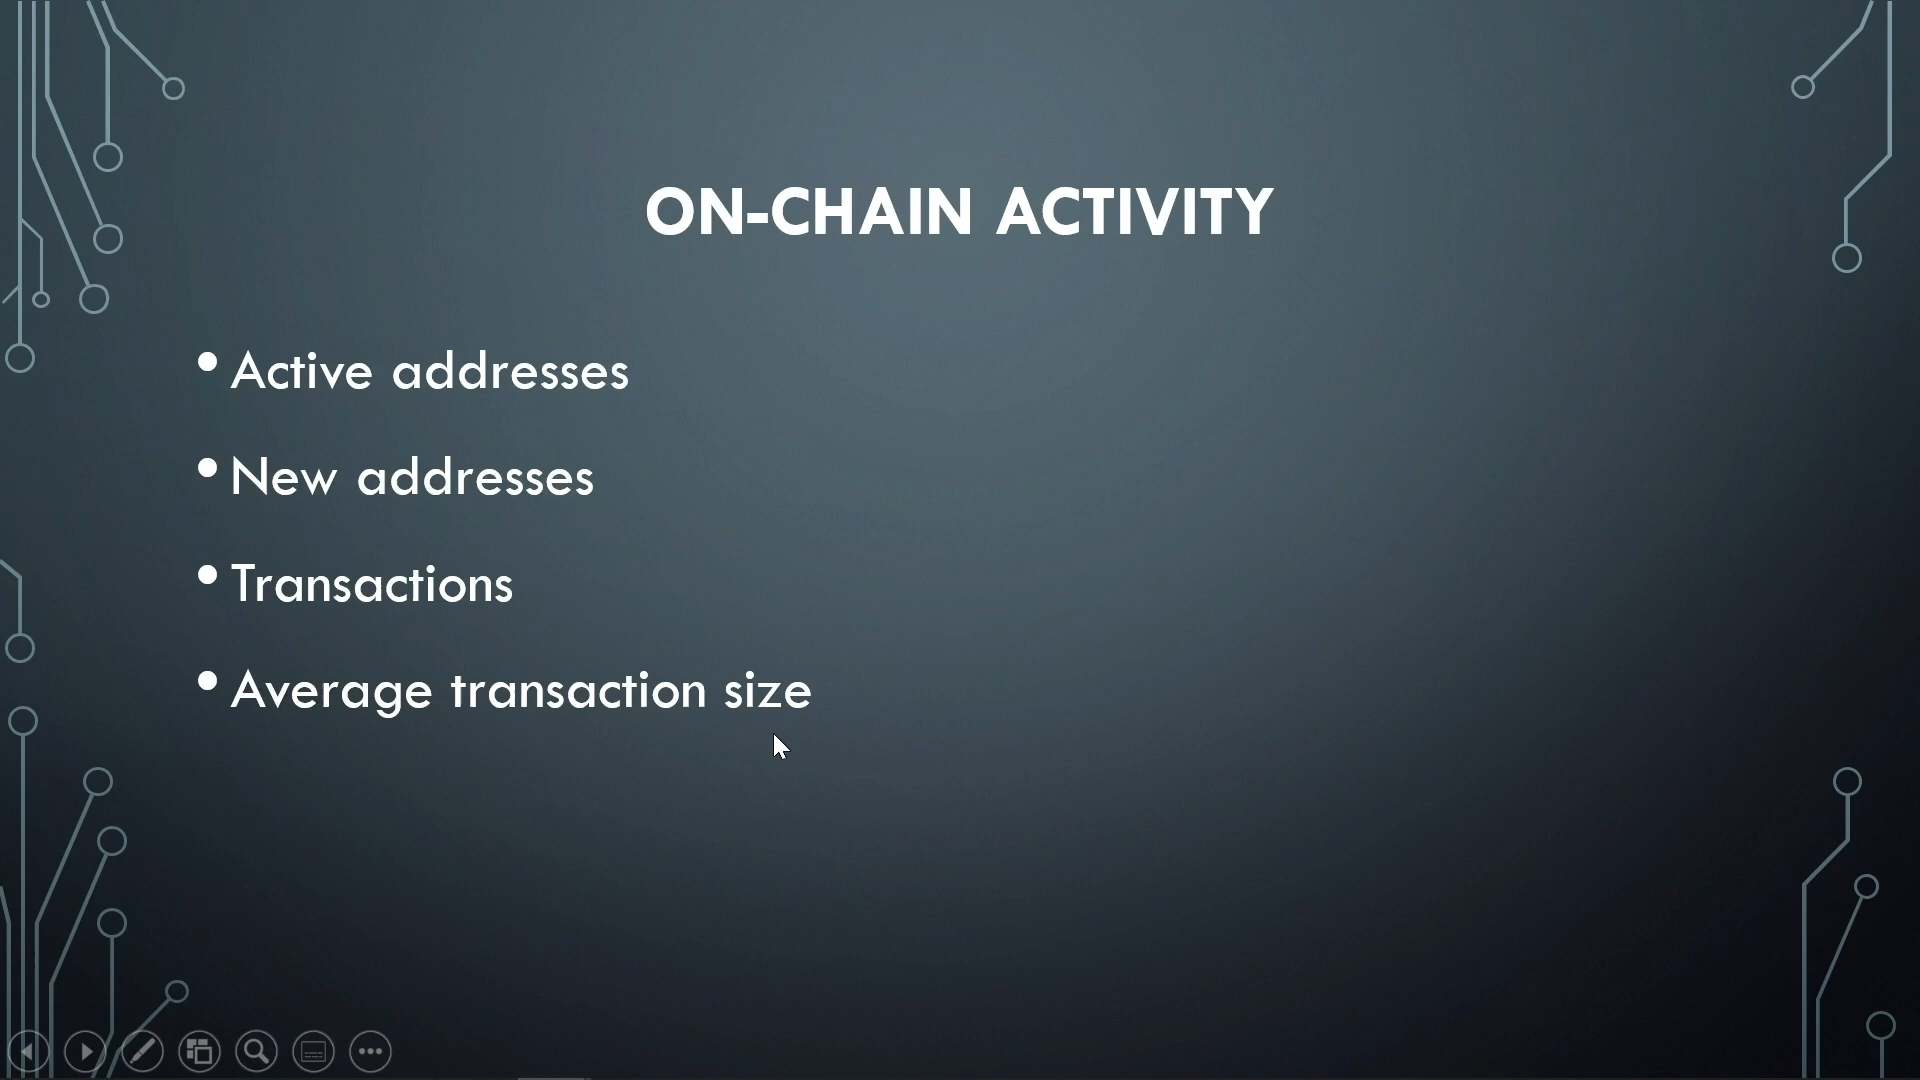 ON-CHAIN ACTIVITY
• Active addresses
• New addresses
• Transactions
• Average transaction size